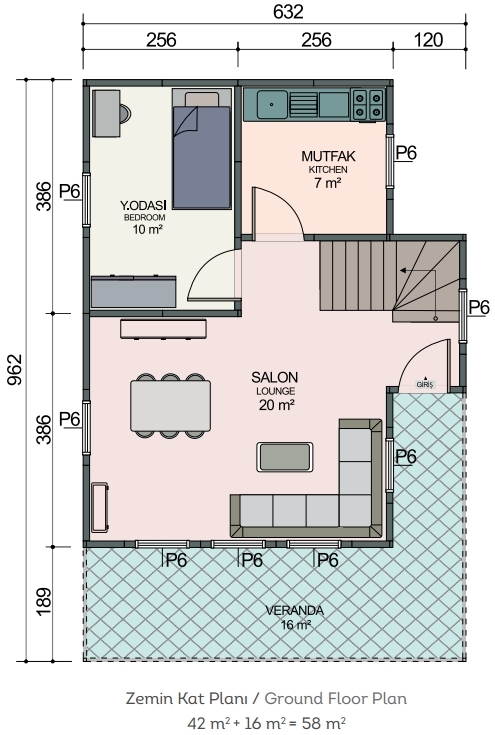 632
256
256
120
386
P6
Y.ODASI
BEDROOM
10 m²
MUTFAK
KITCHEN
7 m²
P6
P6
962
386
P6
SALON
LOUNGE
20 m²
GİRİŞ
P6
P6
P6
P6
189
VERANDA
16 m²
Zemin Kat Planı / Ground Floor Plan
42 m² + 16 m² = 58 m²